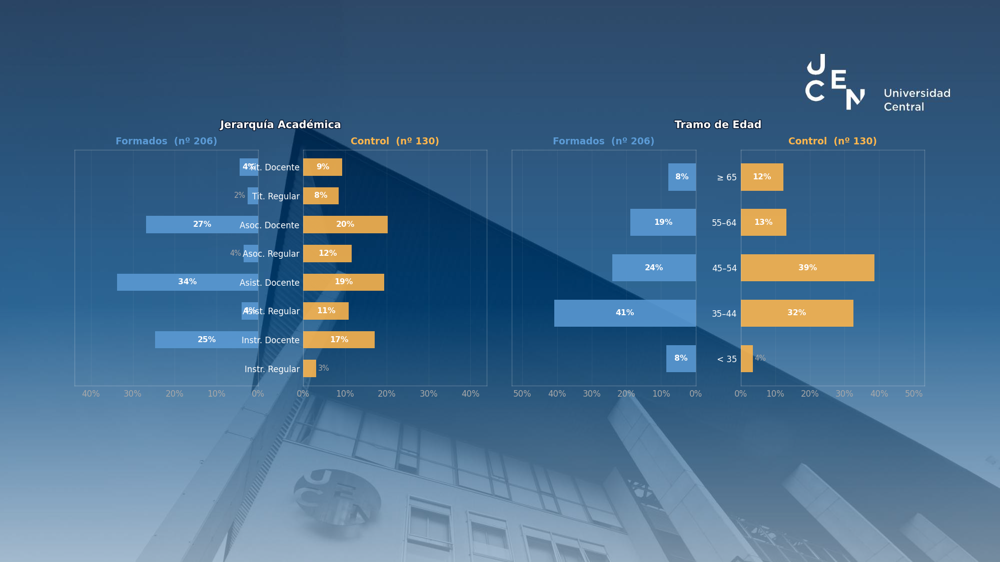 UCEN
Universidad
Central
Jerarquía Académica
Formados (nº 206)
Control (nº 130)
4% Tit. Docente 9%
2% Tit. Regular 8%
27% Asoc. Docente 20%
4% Asoc. Regular 12%
34% Asist. Docente 19%
4% Asist. Regular 11%
25% Instr. Docente 17%
Instr. Regular 3%
40% 30% 20% 10% 0% 0% 10% 20% 30% 40%
Tramo de Edad
Formados (nº 206)
Control (nº 130)
8% ≥ 65 12%
19% 55–64 13%
24% 45–54 39%
41% 35–44 32%
8% < 35 4%
50% 40% 30% 20% 10% 0% 0% 10% 20% 30% 40% 50%
UCEN